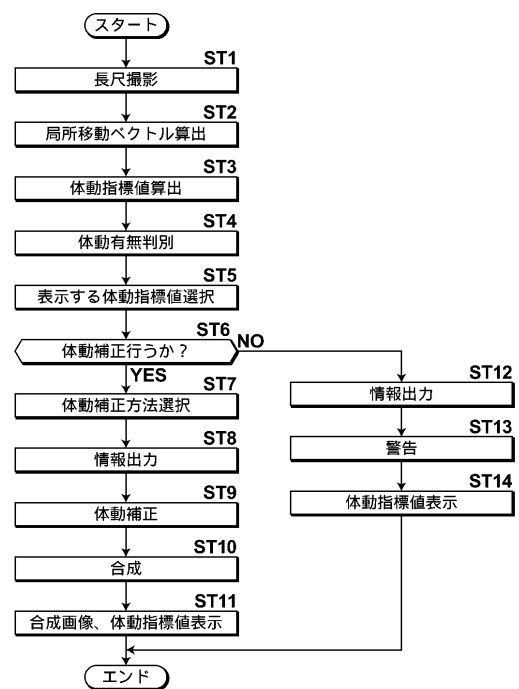 スタート
ST1
長尺撮影
ST2
局所移動ベクトル算出
ST3
体動指標値算出
ST4
体動有無判別
ST5
表示する体動指標値選択
ST6
体動補正行うか？
NO
YES
ST7
体動補正方法選択
ST8
情報出力
ST9
体動補正
ST10
合成
ST11
合成画像、体動指標値表示
ST12
情報出力
ST13
警告
ST14
体動指標値表示
エンド